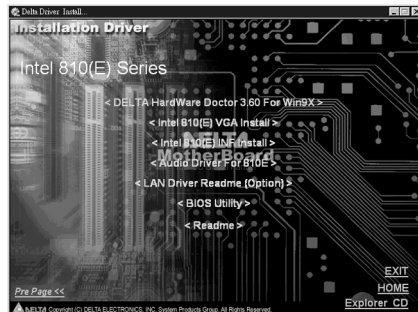 Delta Driver Install...
Installation Driver
Intel 810(E) Series
< DELTA HardWare Doctor 3.60 For Win9X >
< Intel 810(E) VGA Install >
< Intel 810(E) INF Install >
DELTA
MotherBoard
< Audio Driver For 810E >
< LAN Driver Readme (Option) >
< BIOS Utility >
< Readme >
EXIT
Pre Page <<
HOME
Explorer CD
DELTA Copyright (C) DELTA ELECTRONICS, INC. System Products Group. All Rights Reserved.